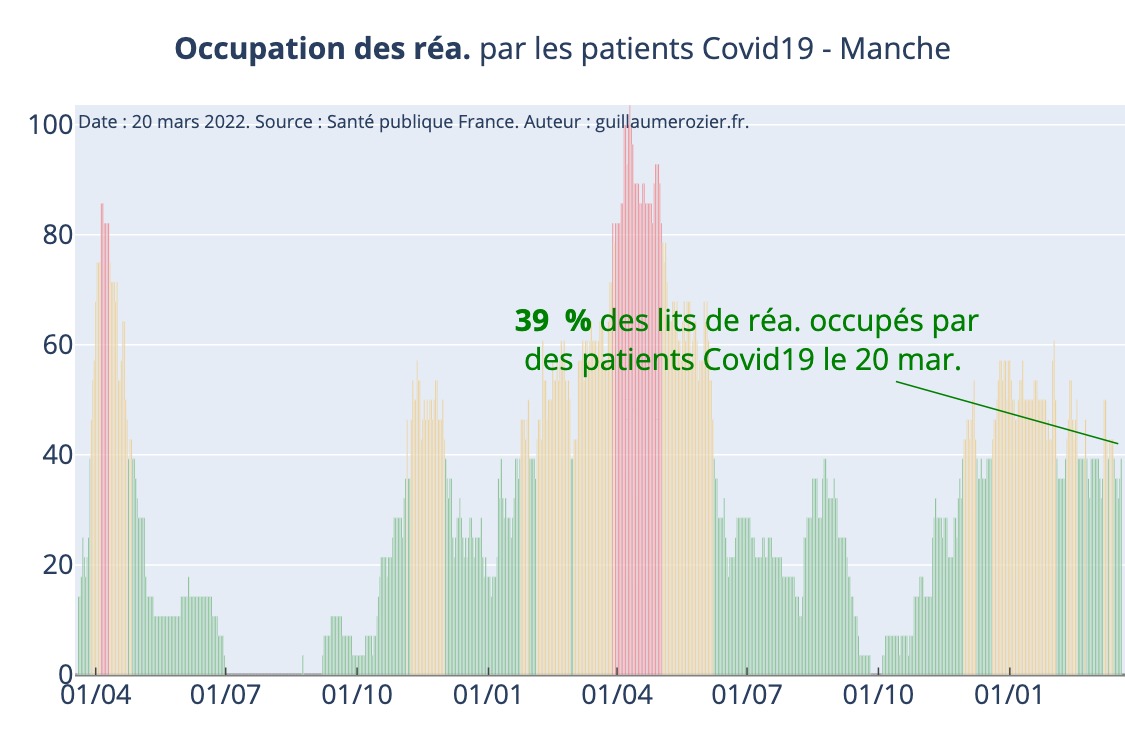 Occupation des réa. par les patients Covid19 - Manche
100
Date : 20 mars 2022. Source : Santé publique France. Auteur : guillaumerozier.fr.
80
60
40
20
0
39  % des lits de réa. occupés par
des patients Covid19 le 20 mar.
01/04 01/07 01/10 01/01 01/04 01/07 01/10 01/01